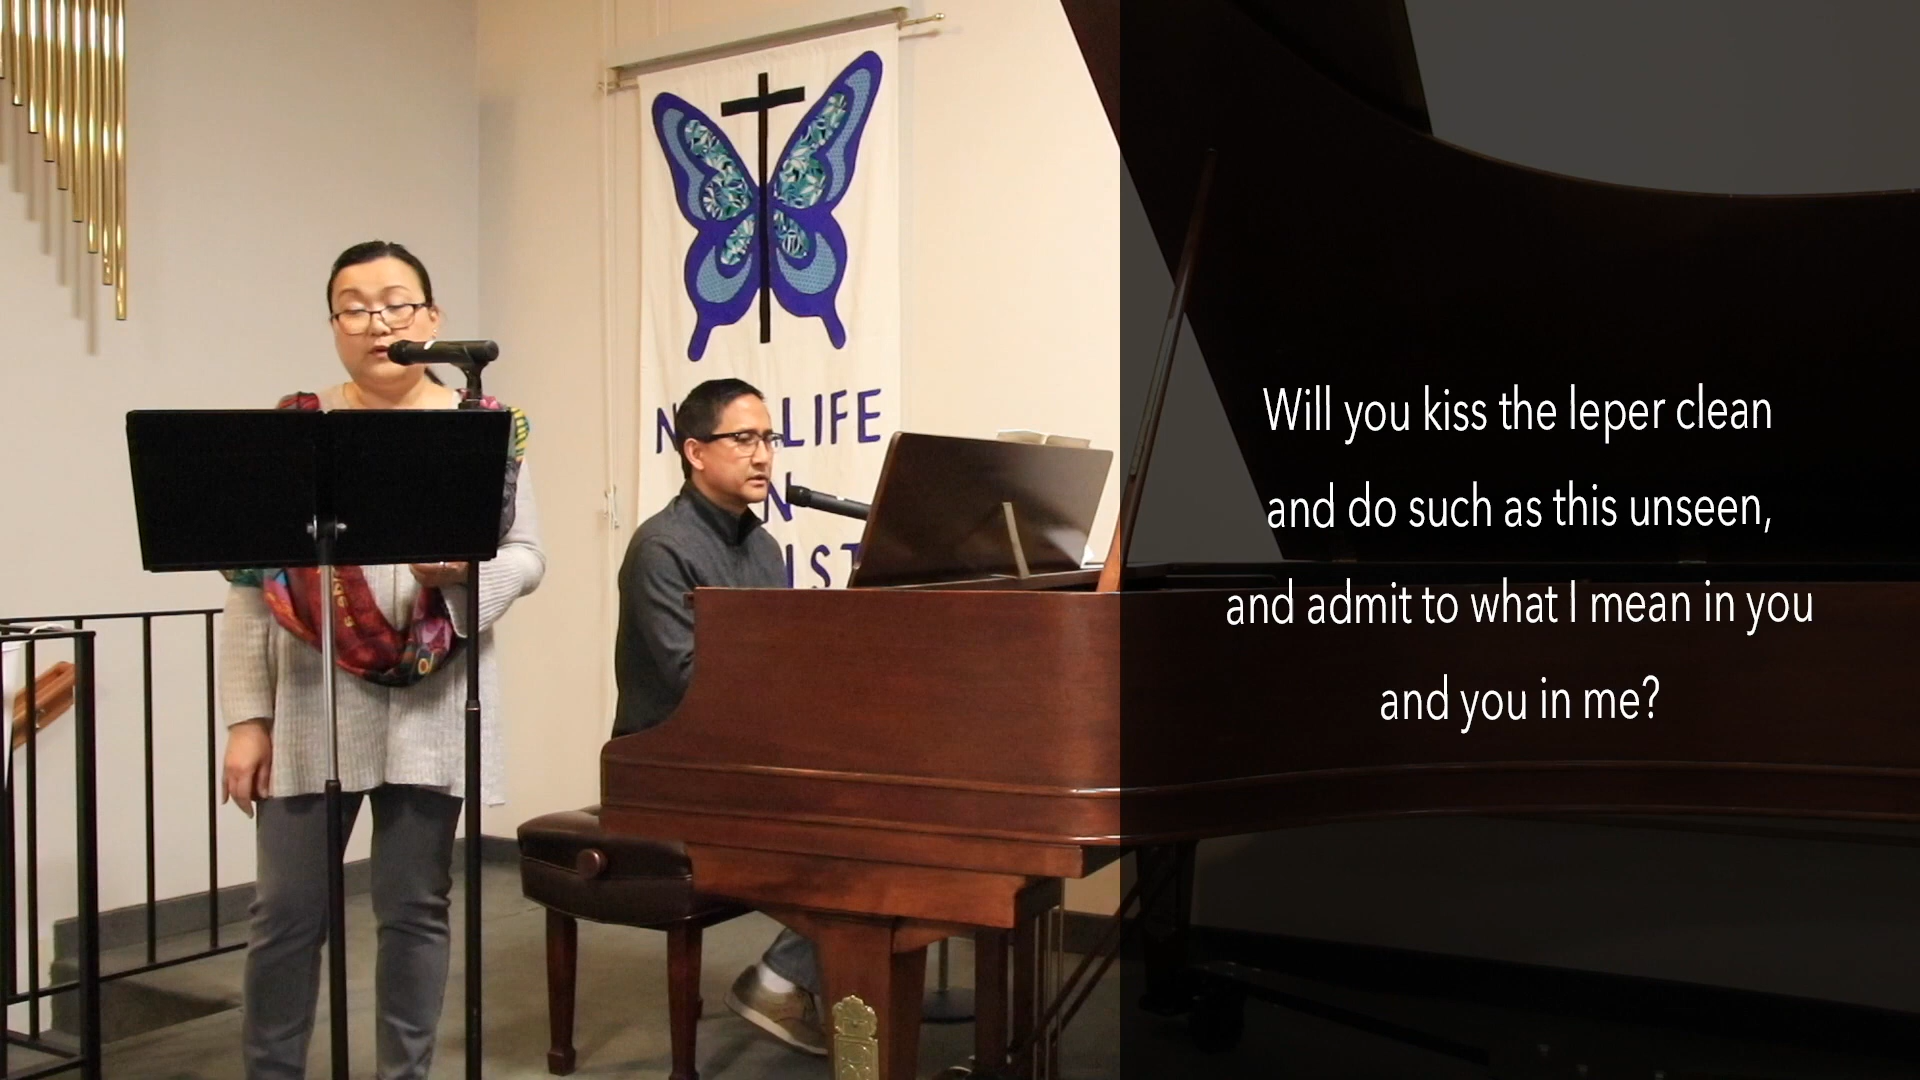 LIFE
Will you kiss the leper clean
and do such as this unseen,
and admit to what I mean in you
and you in me?